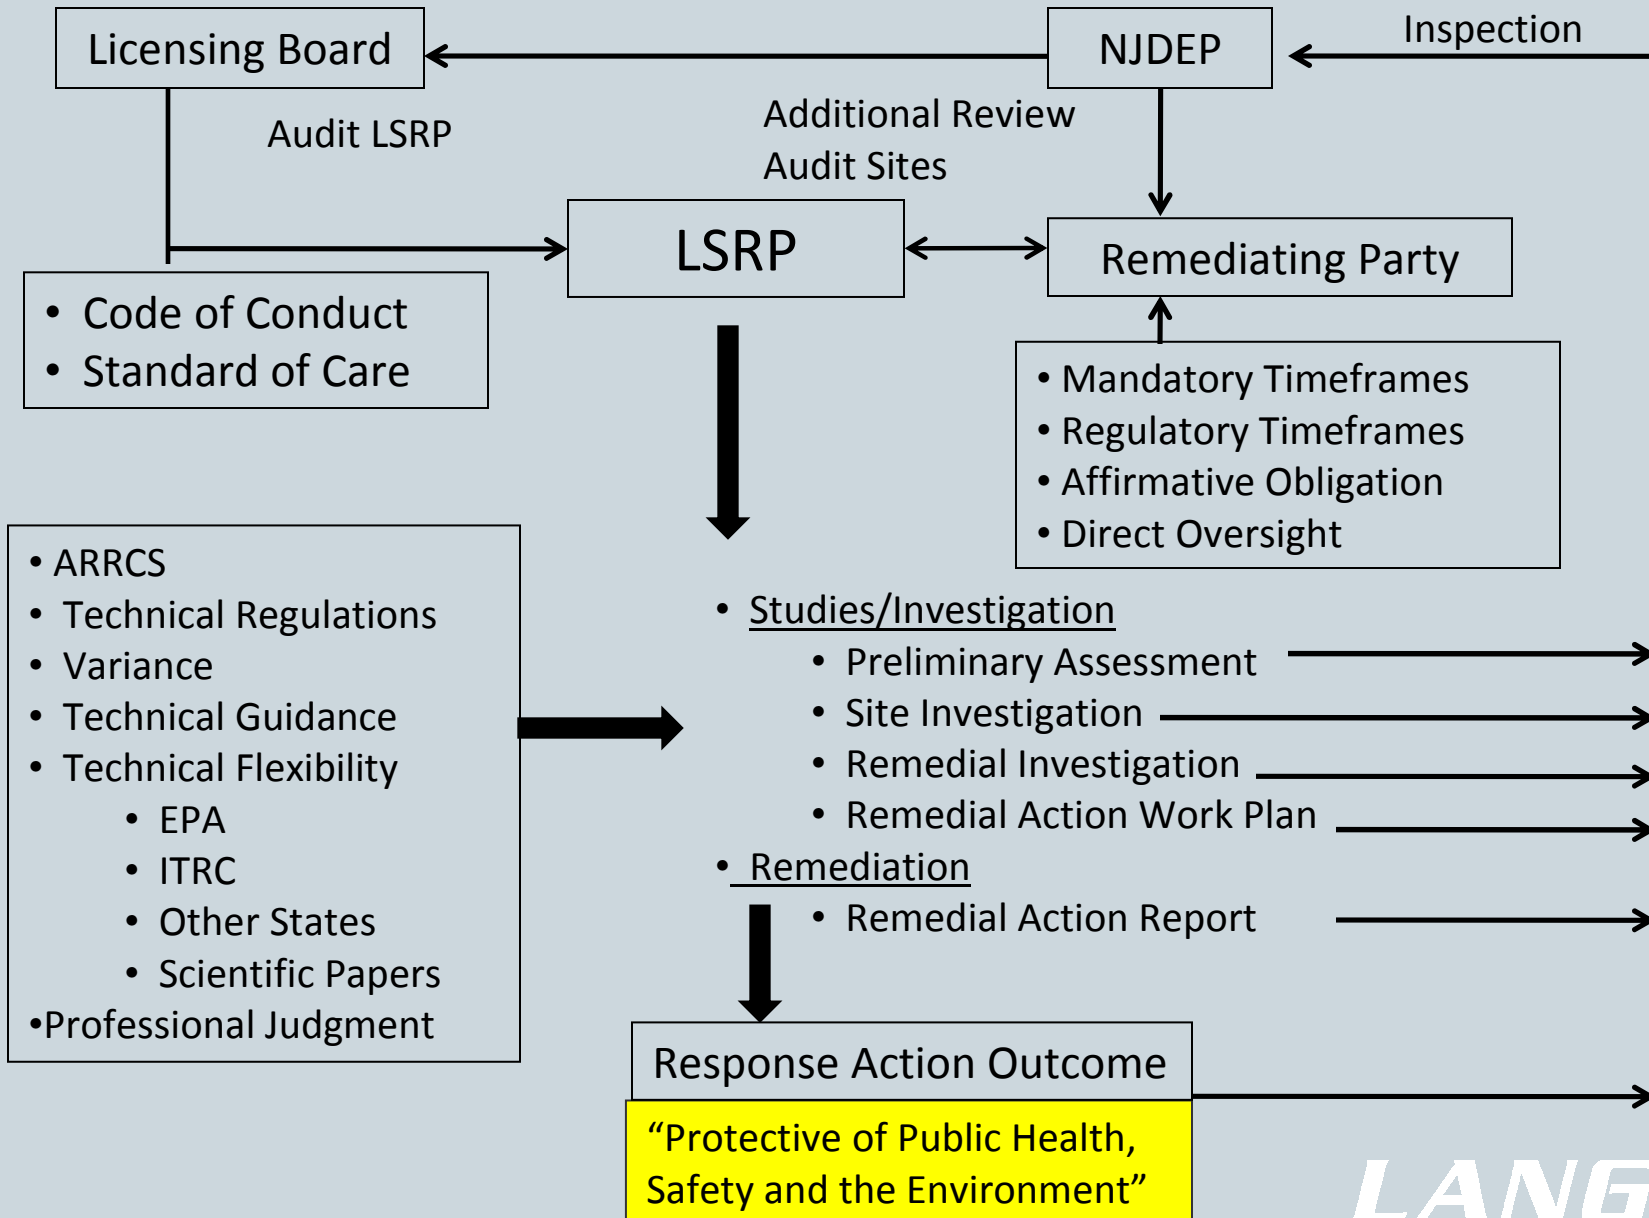 Licensing Board
NJDEP
Inspection
Audit LSRP
Additional Review
Audit Sites
LSRP
Remediating Party
• Code of Conduct
• Standard of Care
• Mandatory Timeframes
• Regulatory Timeframes
• Affirmative Obligation
• Direct Oversight
• ARRCS
• Technical Regulations
• Variance
• Technical Guidance
• Technical Flexibility
• EPA
• ITRC
• Other States
• Scientific Papers
•Professional Judgment
• Studies/Investigation
• Preliminary Assessment
• Site Investigation
• Remedial Investigation
• Remedial Action Work Plan
• Remediation
• Remedial Action Report
Response Action Outcome
“Protective of Public Health,
Safety and the Environment”